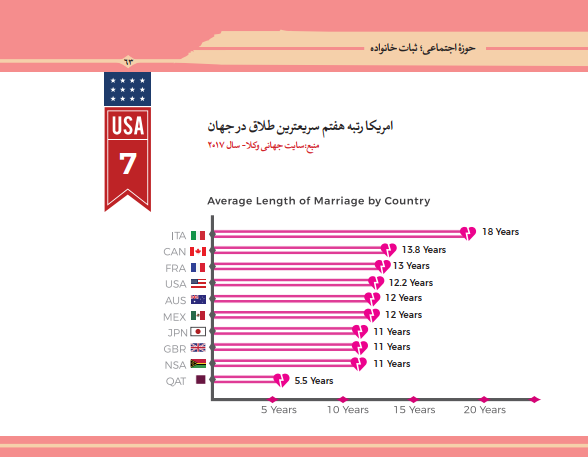 حوزهٔ اجتماعی؛ ثبات خانواده
۶۳
USA
7
امریکا رتبه هفتم سریعترین طلاق در جهان
منبع:سایت جهانی وکلا- سال ۲۰۱۷
Average Length of Marriage by Country
ITA 18 Years
CAN 13.8 Years
FRA 13 Years
USA 12.2 Years
AUS 12 Years
MEX 12 Years
JPN 11 Years
GBR 11 Years
NSA 11 Years
QAT 5.5 Years
5 Years 10 Years 15 Years 20 Years